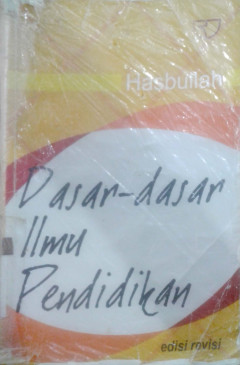 Hasbullah
Dasar-dasar
Ilmu
Pendidikan
edisi revisi